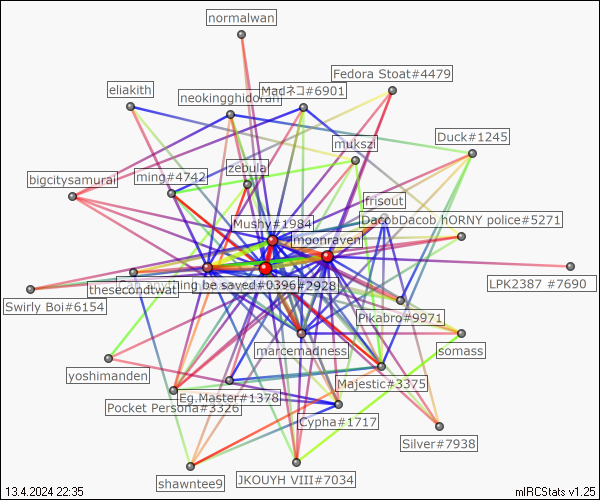 normalwan
Fedora Stoat#4479
eliakith
Madネコ#6901
neokingghidorah
Duck#1245
mukszi
zebula
ming#4742
bigcitysamurai
frisout
DacobDacob hORNY police#5271
Mushy#1984
moonraven
LPK2387 #7690
thesecondtwat
thing be saved#0396
#2928
Swirly Boi#6154
Pikabro#9971
marcemadness
somass
yoshimanden
Majestic#3375
Eg.Master#1378
Pocket Persona#3326
Cypha#1717
Silver#7938
shawntee9
JKOUYH VIII#7034
13.4.2024 22:35
mIRCStats v1.25